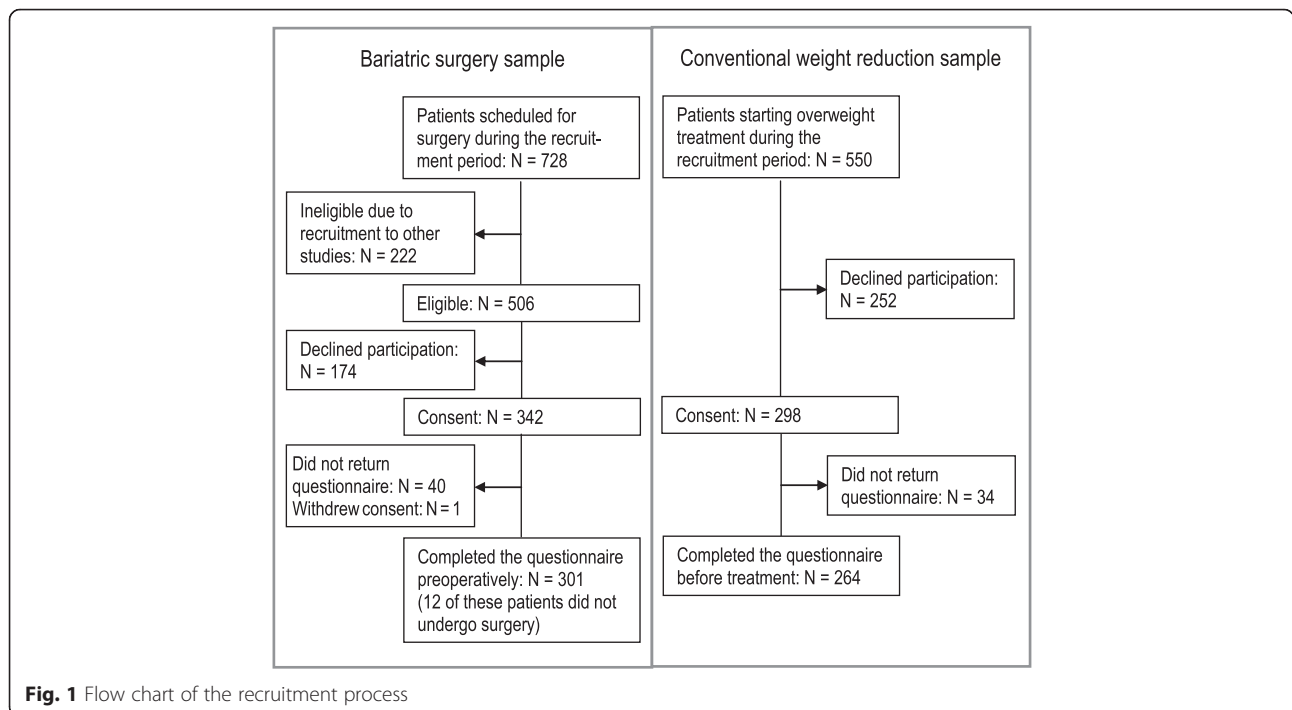 Bariatric surgery sample
Patients scheduled for
surgery during the recruit-
ment period: N = 728
Ineligible due to
recruitment to other
studies: N = 222
Eligible: N = 506
Declined participation:
N = 174
Consent: N = 342
Did not return
questionnaire: N = 40
Withdrew consent: N = 1
Completed the questionnaire
preoperatively: N = 301
(12 of these patients did not
undergo surgery)
Conventional weight reduction sample
Patients starting overweight
treatment during the
recruitment period: N = 550
Declined participation:
N = 252
Consent: N = 298
Did not return
questionnaire: N = 34
Completed the questionnaire
before treatment: N = 264
Fig. 1 Flow chart of the recruitment process